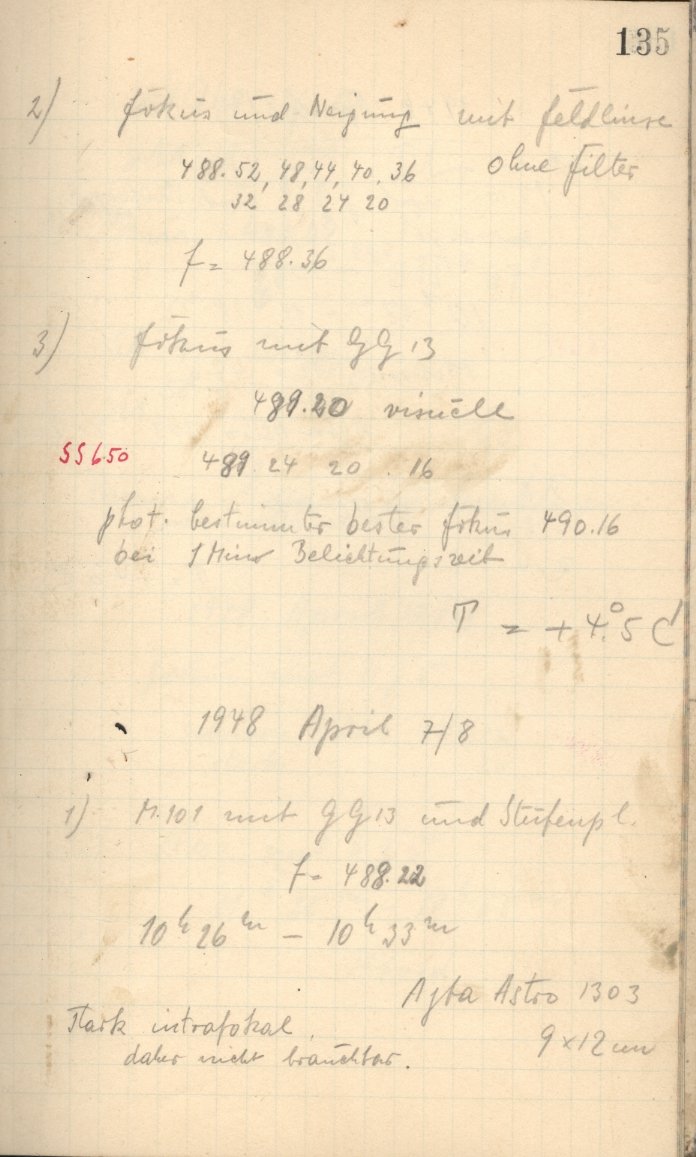 135
2) Fokus und Neigung mit Feldlinse
ohne Filter
488.52, 48, 44, 40. 36
32 28 24 20
f = 488.36
3) Fokus mit GG 13
489.20 visuell
SS650 489. 24 20 . 16
phot. bestimmter bester Fokus 490.16
bei 1 Min Belichtungszeit
T = + 4.°5 C
1948 April 7/8
1) M.101 mit GG13 und Stufenpl.
f = 488.22
10h 26m – 10h 33m
Agfa Astro 1303
9 x 12 cm
Stark intrafokal.
daher nicht brauchbar.